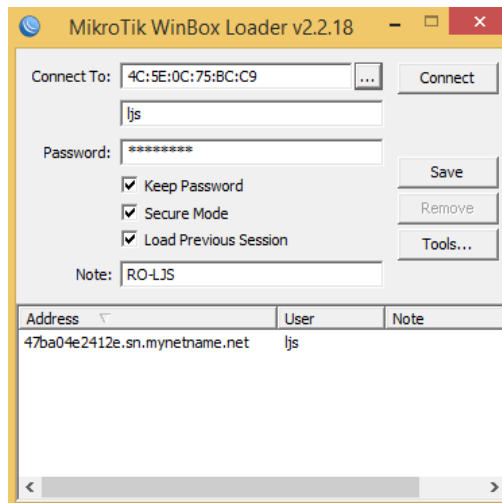 MikroTik WinBox Loader v2.2.18
Connect To: 4C:5E:0C:75:BC:C9 ... Connect
ljs
Password: ********
Save
Keep Password
Remove
Secure Mode
Load Previous Session
Tools...
Note: RO-LJS
Address User Note
47ba04e2412e.sn.mynetname.net ljs